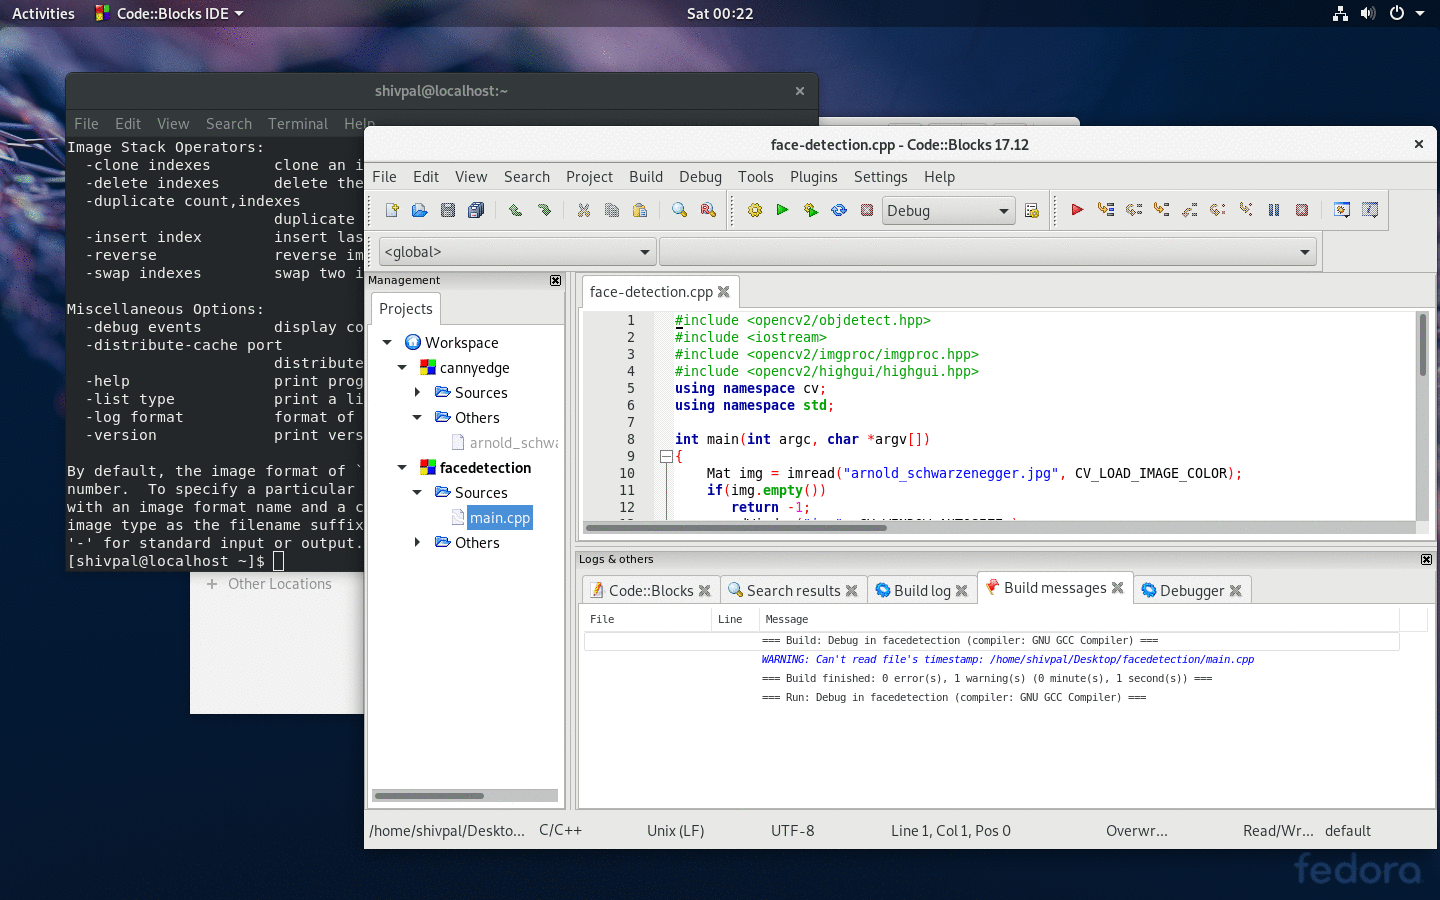 Activities
Code::Blocks IDE
Sat 00:22
shivpal@localhost:~
File Edit View Search Terminal Help
Image Stack Operators:
-clone indexes clone an i
-delete indexes delete the
-duplicate count,indexes
duplicate
-insert index insert las
-reverse reverse im
-swap indexes swap two i
Miscellaneous Options:
-debug events display co
-distribute-cache port
distribute
-help print prog
-list type print a li
-log format format of
-version print vers
By default, the image format of `
number. To specify a particular
with an image format name and a c
image type as the filename suffix
'-' for standard input or output.
[shivpal@localhost ~]$
+ Other Locations
face-detection.cpp - Code::Blocks 17.12
File Edit View Search Project Build Debug Tools Plugins Settings Help
Debug
<global>
Management
Projects
Workspace
cannyedge
Sources
Others
arnold_schwa
facedetection
Sources
main.cpp
Others
face-detection.cpp
1 #include <opencv2/objdetect.hpp>
2 #include <iostream>
3 #include <opencv2/imgproc/imgproc.hpp>
4 #include <opencv2/highgui/highgui.hpp>
5 using namespace cv;
6 using namespace std;
7
8 int main(int argc, char *argv[])
9 {
10 Mat img = imread("arnold_schwarzenegger.jpg", CV_LOAD_IMAGE_COLOR);
11 if(img.empty())
12 return -1;
Logs & others
Code::Blocks Search results Build log Build messages Debugger
File Line Message
=== Build: Debug in facedetection (compiler: GNU GCC Compiler) ===
WARNING: Can't read file's timestamp: /home/shivpal/Desktop/facedetection/main.cpp
=== Build finished: 0 error(s), 1 warning(s) (0 minute(s), 1 second(s)) ===
=== Run: Debug in facedetection (compiler: GNU GCC Compiler) ===
/home/shivpal/Deskto... C/C++ Unix (LF) UTF-8 Line 1, Col 1, Pos 0 Overwr... Read/Wr... default
fedora